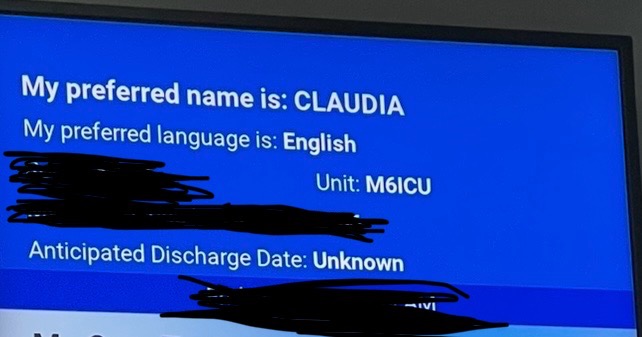 My preferred name is: CLAUDIA
My preferred language is: English
Unit: M6ICU
Anticipated Discharge Date: Unknown